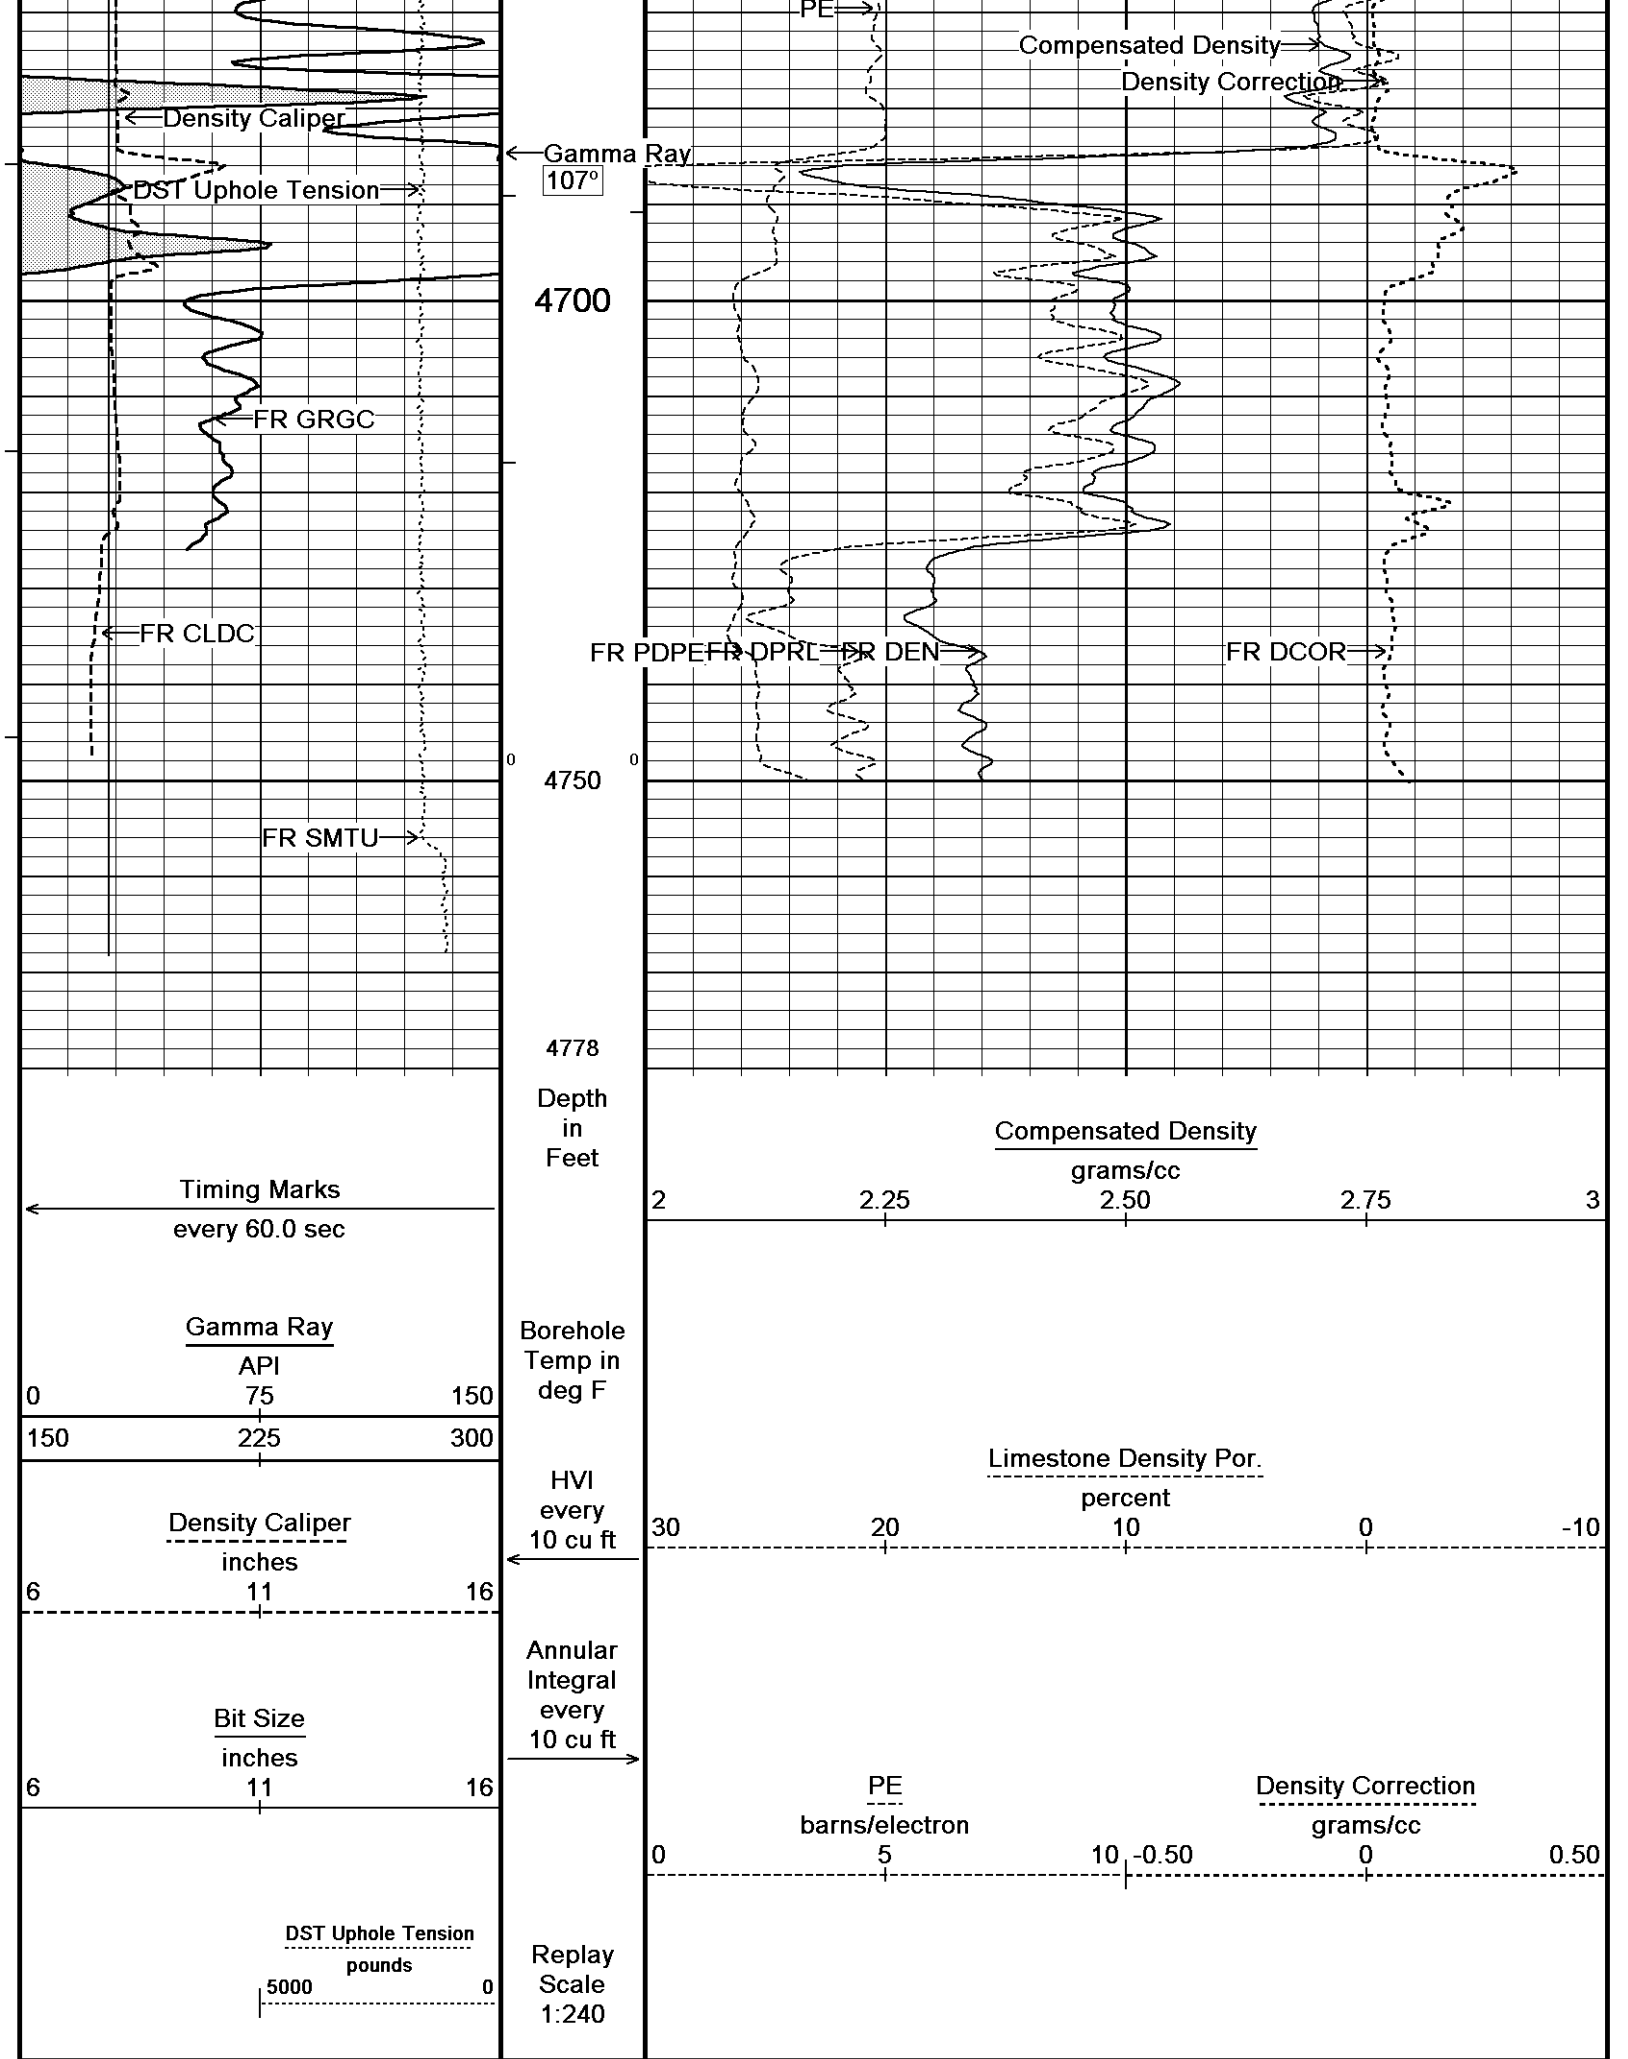 PE
Compensated Density
Density Correction
Density Caliper
Gamma Ray
107°
DST Uphole Tension
4700
FR GRGC
FR CLDC
FR PDPE
FR DPRL
FR DEN
FR DCOR
0
0
4750
FR SMTU
4778
Depth
in
Feet
Compensated Density
grams/cc
2 2.25 2.50 2.75 3
Timing Marks
every 60.0 sec
Gamma Ray
API
0 75 150
150 225 300
Borehole
Temp in
deg F
Limestone Density Por.
percent
30 20 10 0 -10
HVI
every
10 cu ft
Density Caliper
inches
6 11 16
Annular
Integral
every
10 cu ft
Bit Size
inches
6 11 16
PE
barns/electron
0 5 10
Density Correction
grams/cc
-0.50 0 0.50
DST Uphole Tension
pounds
5000 0
Replay
Scale
1:240